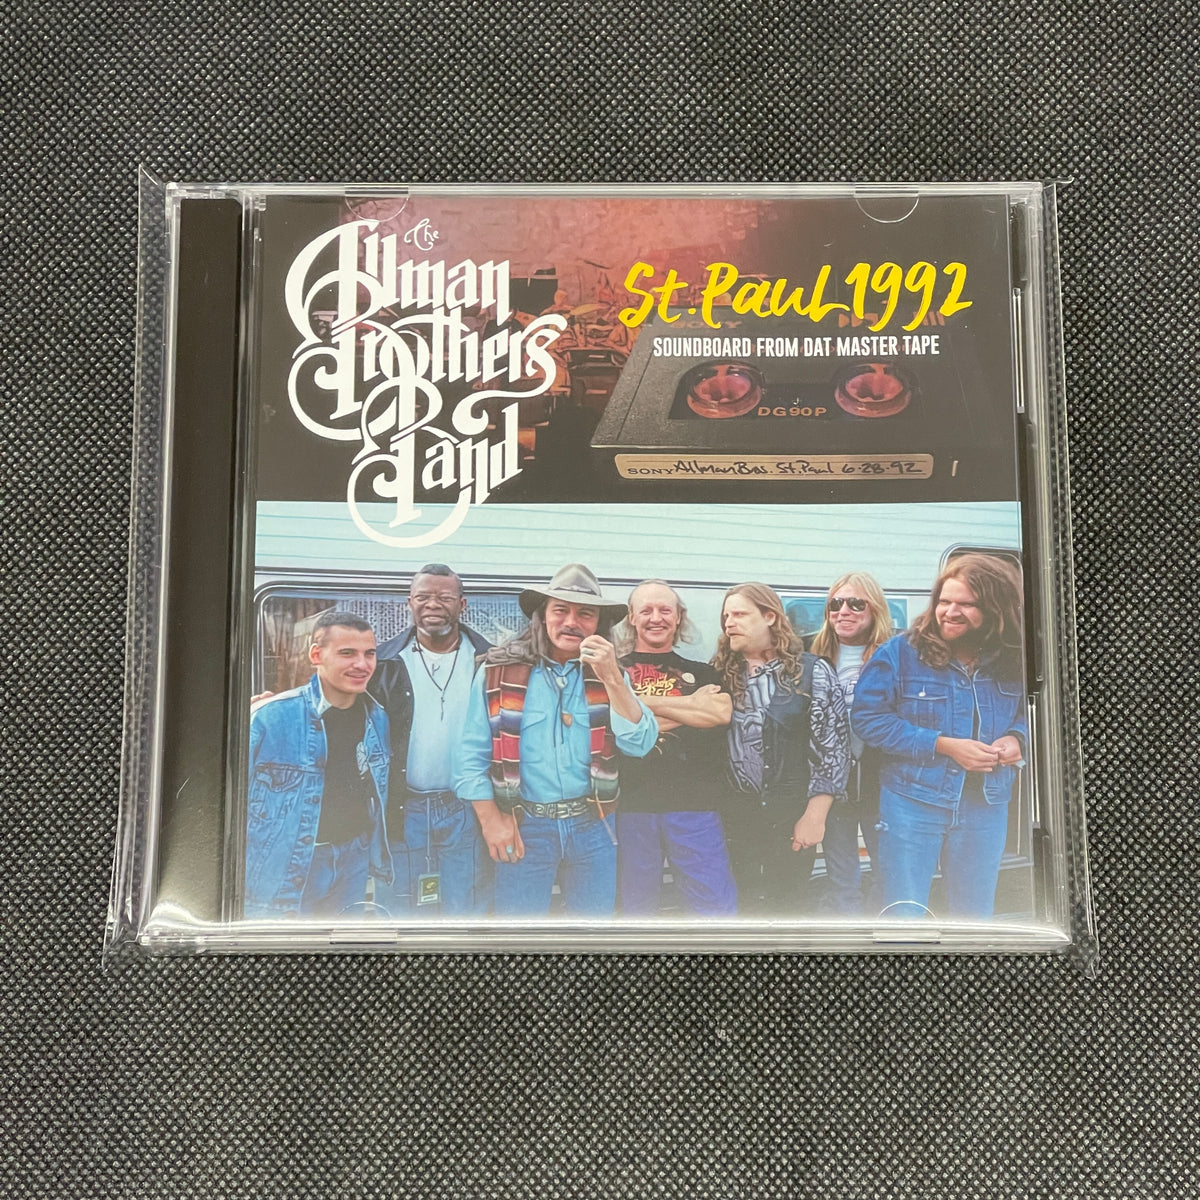 The
Allman
Brothers
Band
St. Paul 1992
SOUNDBOARD FROM DAT MASTER TAPE
SONY
DG90P
SONY Allman Bros. St. Paul 6·28·92